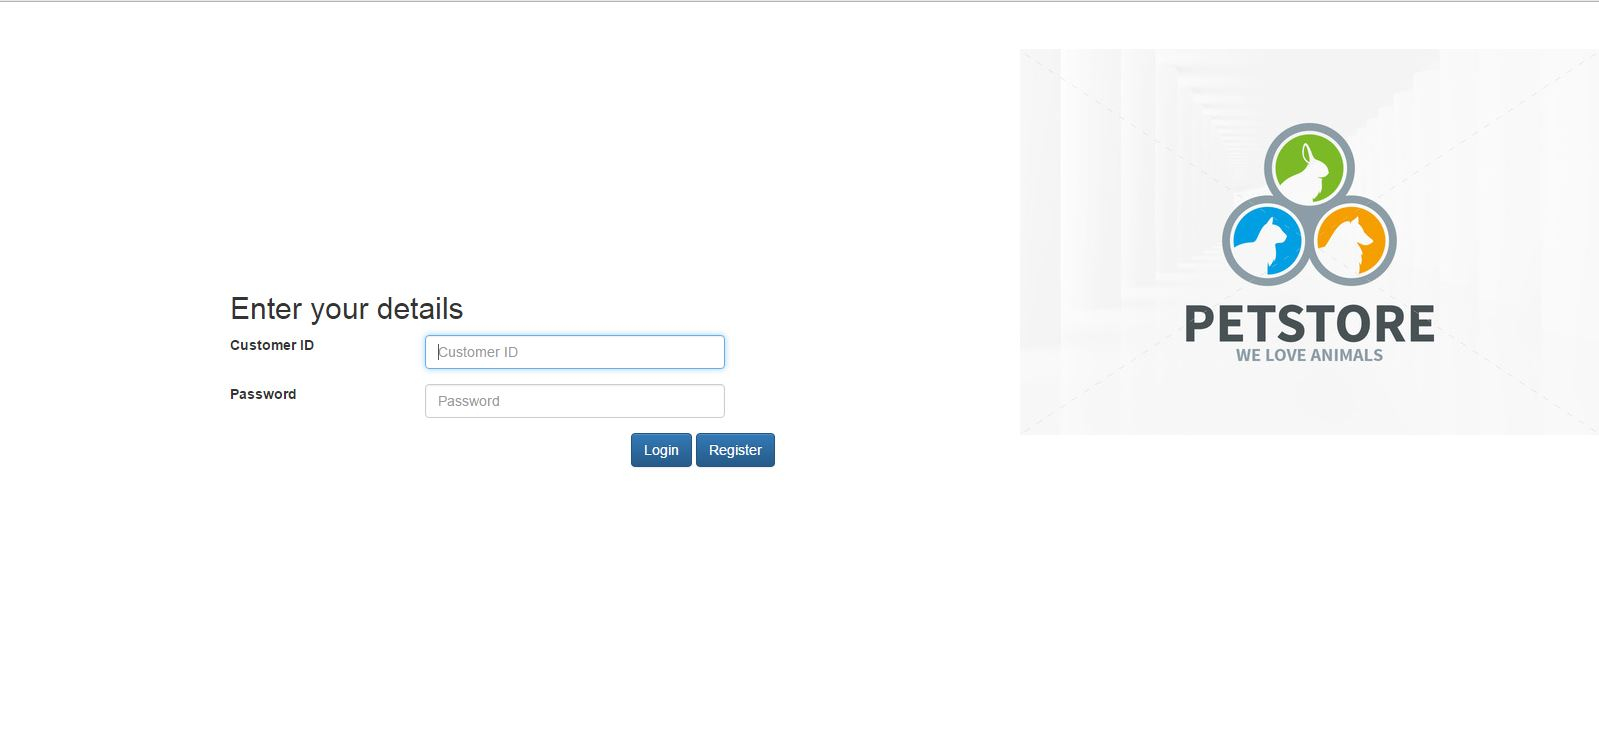 Enter your details
Customer ID
Customer ID
Password
Password
Login Register
PETSTORE
WE LOVE ANIMALS